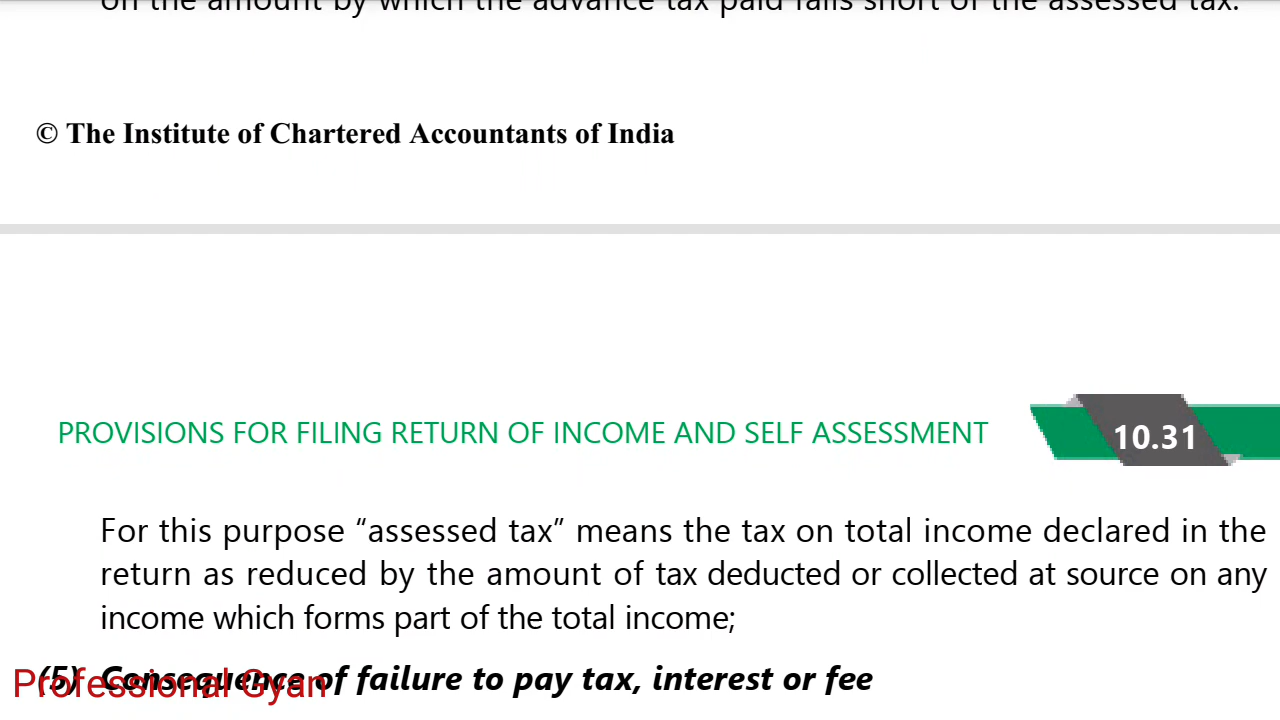 on the amount by which the advance tax paid falls short of the assessed tax.
© The Institute of Chartered Accountants of India
PROVISIONS FOR FILING RETURN OF INCOME AND SELF ASSESSMENT
10.31
For this purpose “assessed tax” means the tax on total income declared in the
return as reduced by the amount of tax deducted or collected at source on any
income which forms part of the total income;
(5) Consequence of failure to pay tax, interest or fee
Professional Gyan